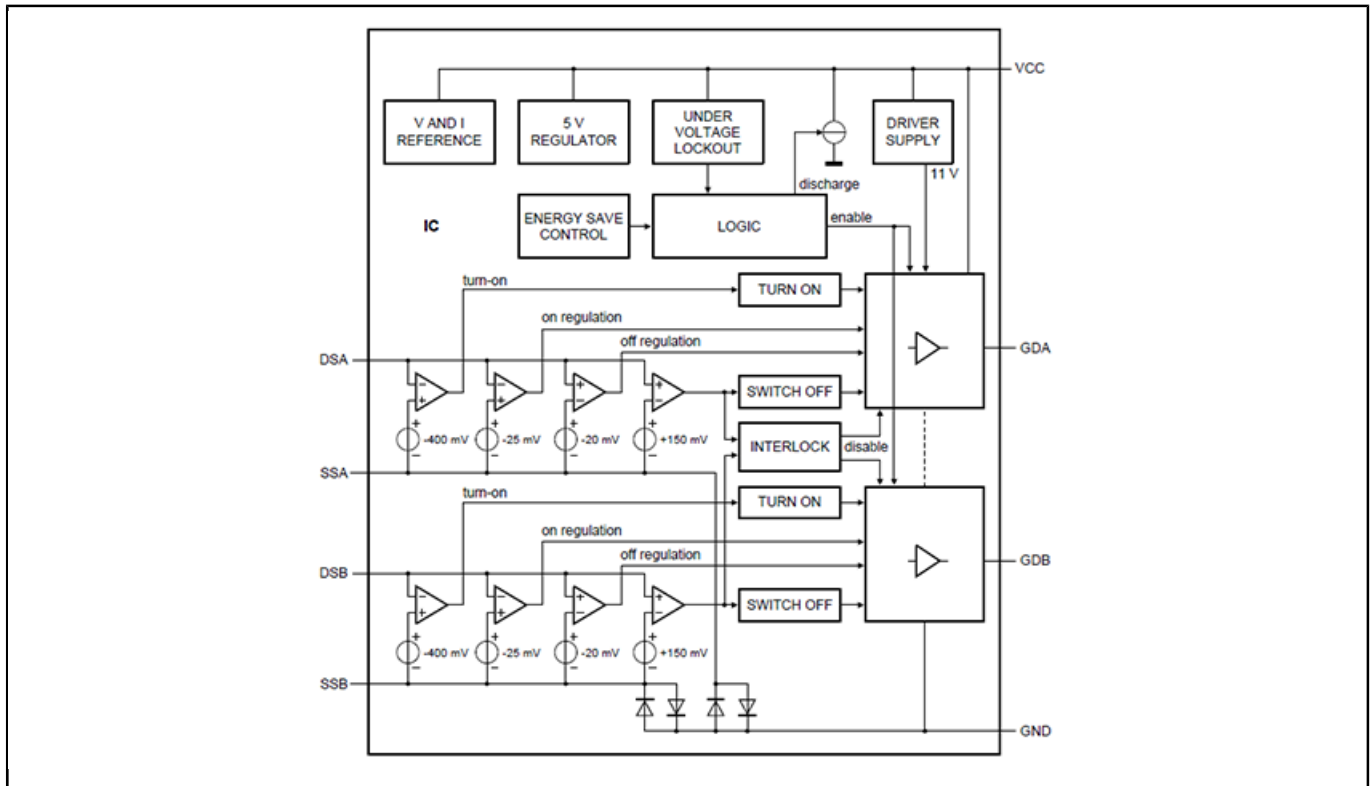 VCC
V AND I
REFERENCE
5 V
REGULATOR
UNDER
VOLTAGE
LOCKOUT
DRIVER
SUPPLY
11 V
discharge
IC
ENERGY SAVE
CONTROL
LOGIC
enable
turn-on
TURN ON
on regulation
off regulation
DSA
GDA
- + - + + - + -
SWITCH OFF
+ -400 mV -
+ -25 mV -
+ -20 mV -
+ +150 mV -
INTERLOCK
disable
SSA
turn-on
TURN ON
on regulation
off regulation
DSB
GDB
- + - + + - + -
SWITCH OFF
+ -400 mV -
+ -25 mV -
+ -20 mV -
+ +150 mV -
SSB
GND